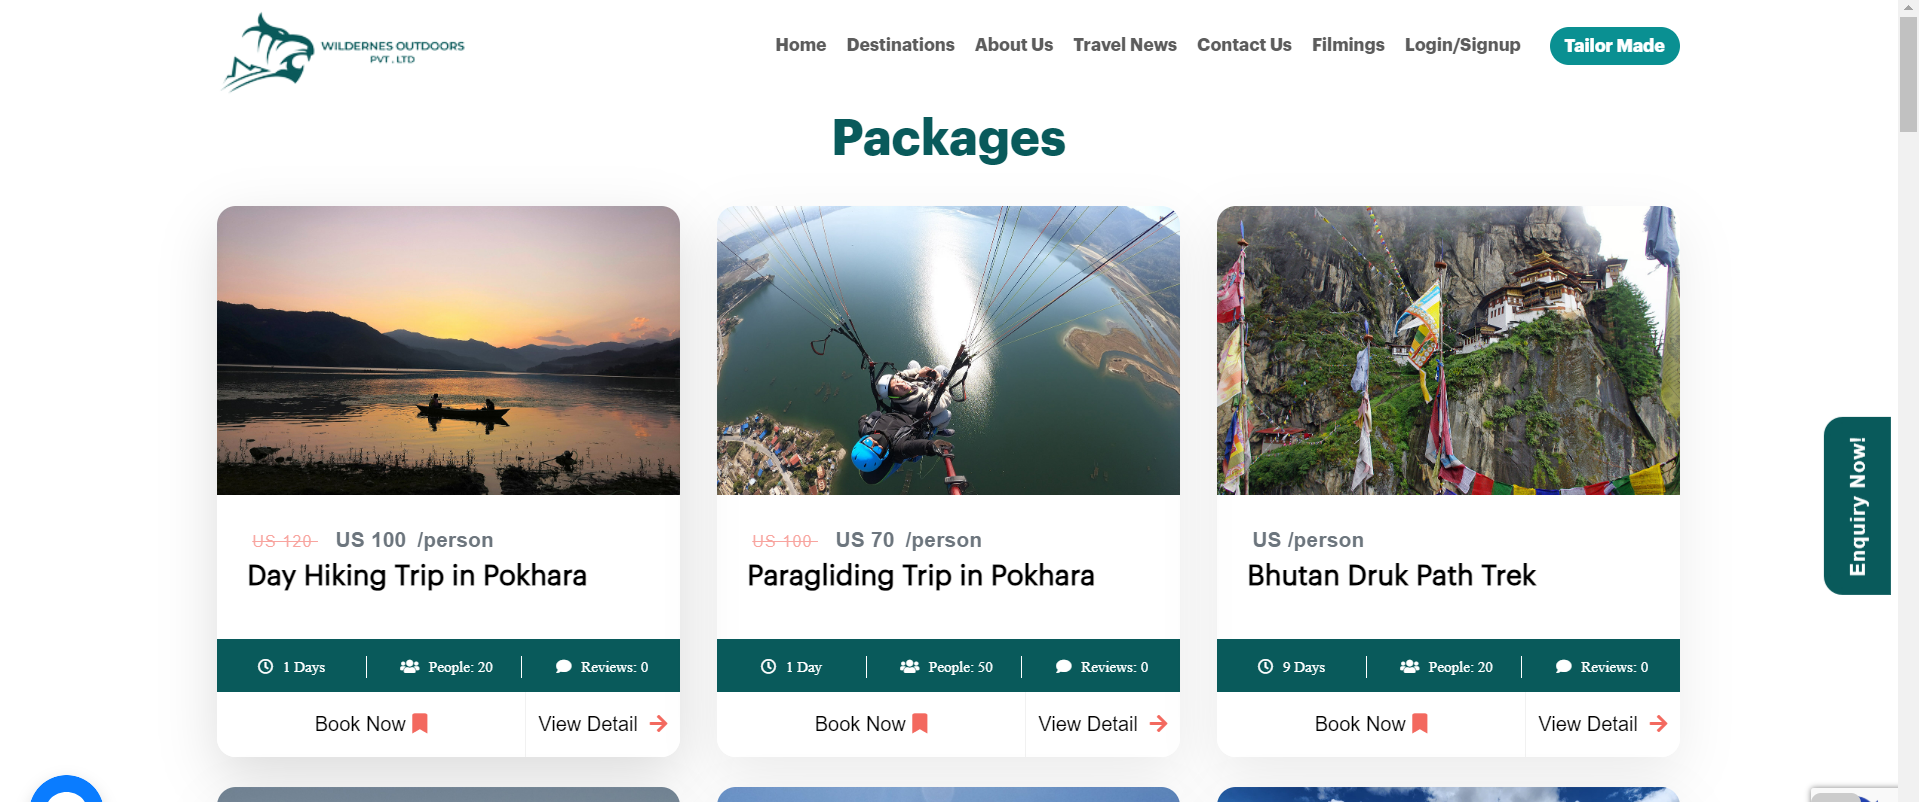 WILDERNES OUTDOORS
PVT . LTD
Home Destinations About Us Travel News Contact Us Filmings Login/Signup Tailor Made
Packages
US 120 US 100 /person
Day Hiking Trip in Pokhara
1 Days People: 20 Reviews: 0
Book Now View Detail
US 100 US 70 /person
Paragliding Trip in Pokhara
1 Day People: 50 Reviews: 0
Book Now View Detail
US /person
Bhutan Druk Path Trek
9 Days People: 20 Reviews: 0
Book Now View Detail
Enquiry Now!